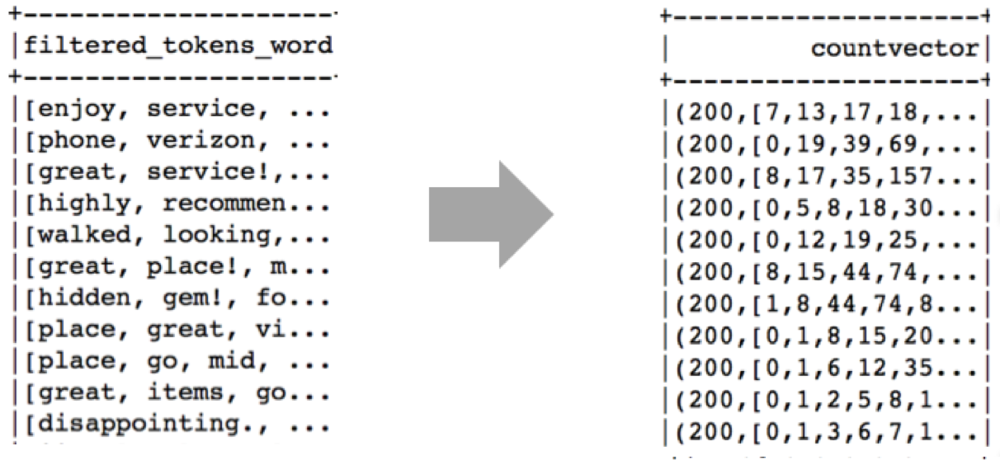 +---------------------
|filtered_tokens_word
+---------------------
|[enjoy, service, ...
|[phone, verizon, ...
|[great, service!,...
|[highly, recommen...
|[walked, looking,...
|[great, place!, m...
|[hidden, gem!, fo...
|[place, great, vi...
|[place, go, mid, ...
|[great, items, go...
|[disappointing., ...
+--------------------+
|         countvector|
+--------------------+
|(200,[7,13,17,18,...|
|(200,[0,19,39,69,...|
|(200,[8,17,35,157...|
|(200,[0,5,8,18,30...|
|(200,[0,12,19,25,...|
|(200,[8,15,44,74,...|
|(200,[1,8,44,74,8...|
|(200,[0,1,8,15,20...|
|(200,[0,1,6,12,35...|
|(200,[0,1,2,5,8,1...|
|(200,[0,1,3,6,7,1...|